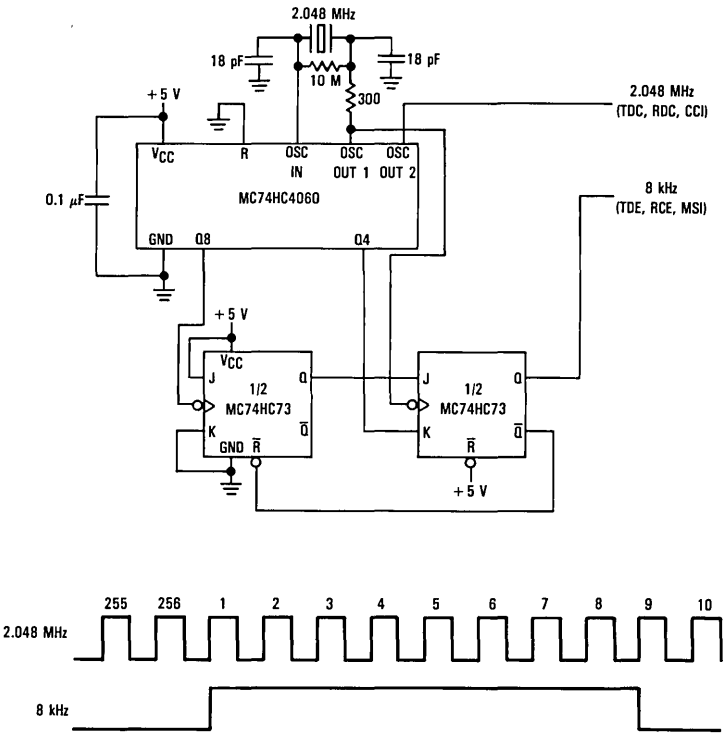 2.048 MHz
18 pF
18 pF
10 M
300
+ 5 V
2.048 MHz
(TDC, RDC, CCI)
VCC
R
OSC
IN
OSC
OUT 1
OSC
OUT 2
8 kHz
(TDE, RCE, MSI)
MC74HC4060
0.1 μF
GND
Q8
Q4
+ 5 V
VCC
J
Q
1/2
MC74HC73
K
Q̅
GND
R̅
J
Q
1/2
MC74HC73
K
Q̅
R̅
+ 5 V
255 256 1 2 3 4 5 6 7 8 9 10
2.048 MHz
8 kHz